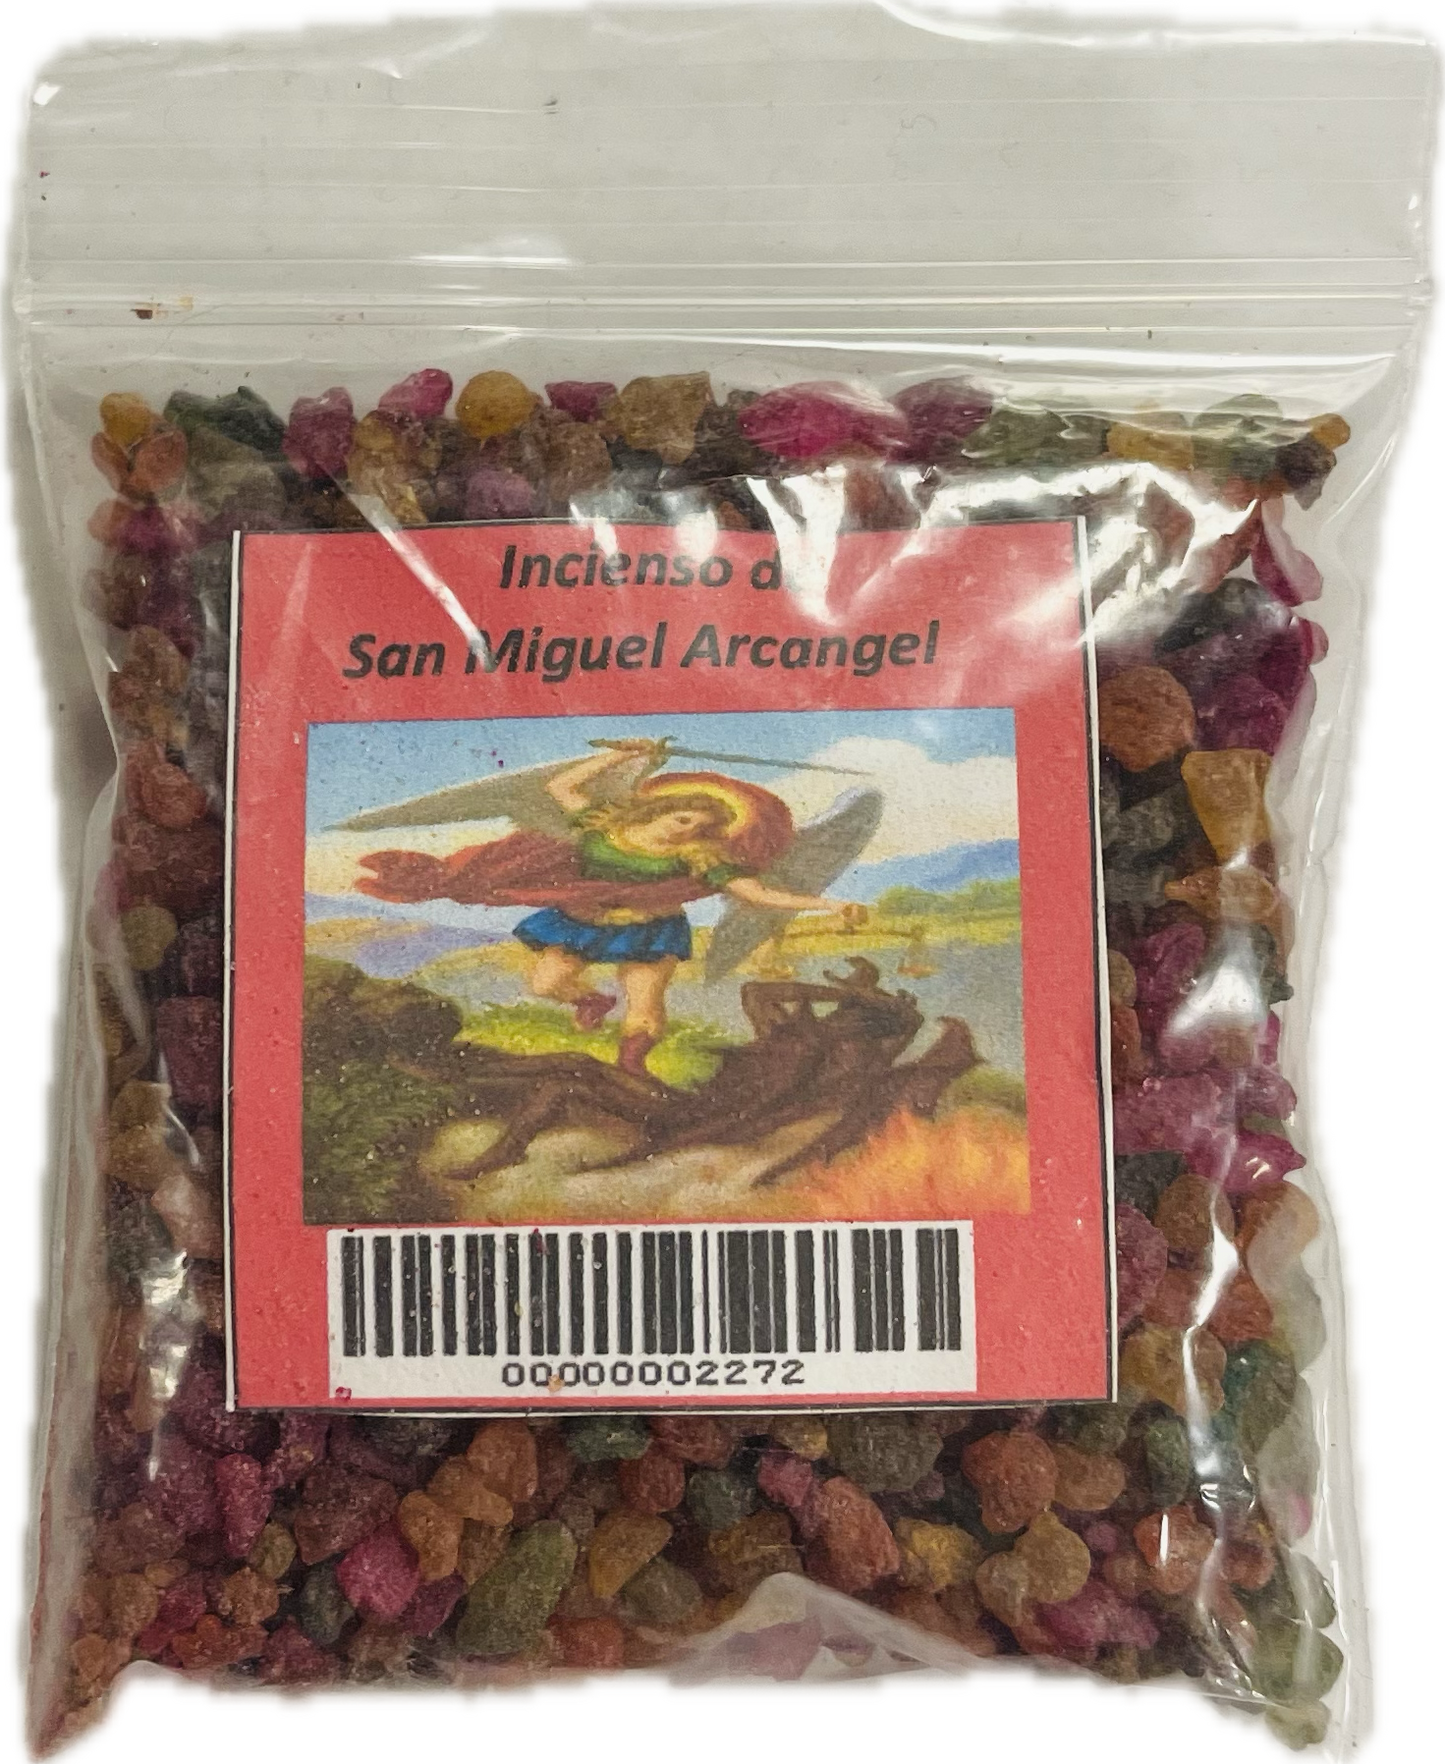 Incienso d
San Miguel Arcangel
00000002272